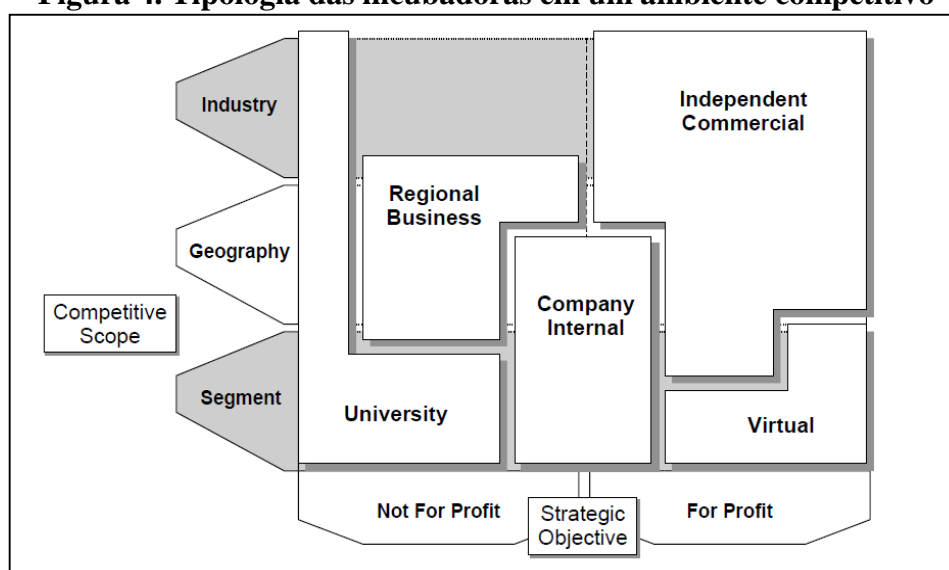 Figura 4. Tipologia das incubadoras em um ambiente competitivo
Industry
Independent
Commercial
Regional
Business
Geography
Company
Internal
Competitive
Scope
Segment
University
Virtual
Not For Profit
Strategic
Objective
For Profit